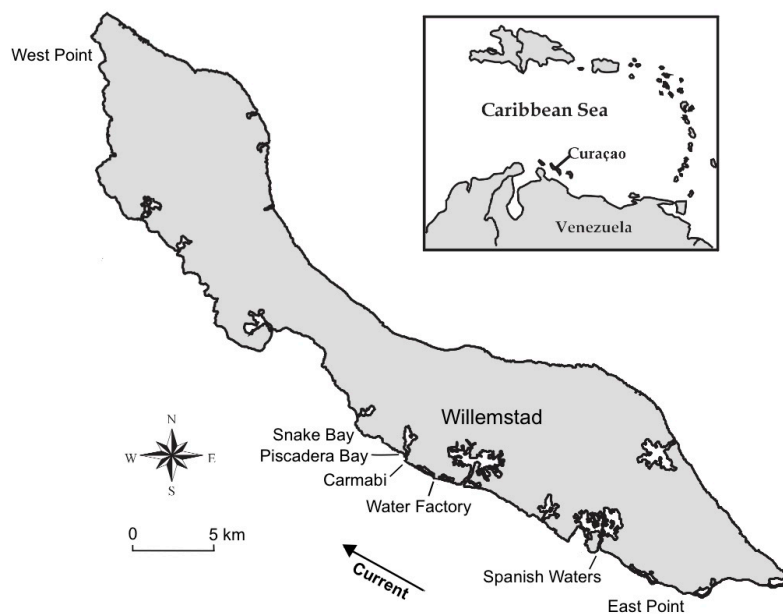 West Point
Caribbean Sea
Curaçao
Venezuela
Willemstad
Snake Bay
Piscadera Bay
Carmabi
Water Factory
N
W
E
S
0
5 km
Current
Spanish Waters
East Point